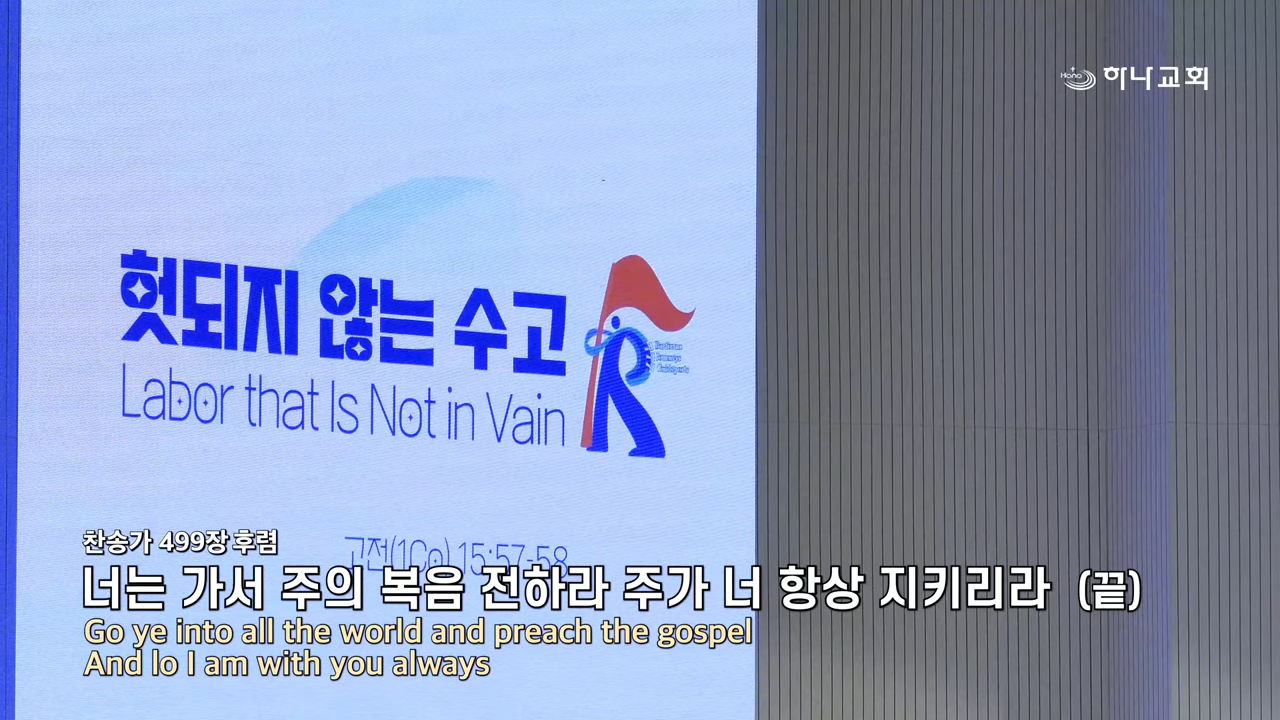 Hana 하나교회
헛되지 않는 수고
Labor that Is Not in Vain
고전(1Co) 15:57-58
찬송가 499장 후렴
너는 가서 주의 복음 전하라 주가 너 항상 지키리라 (끝)
Go ye into all the world and preach the gospel
And lo I am with you always